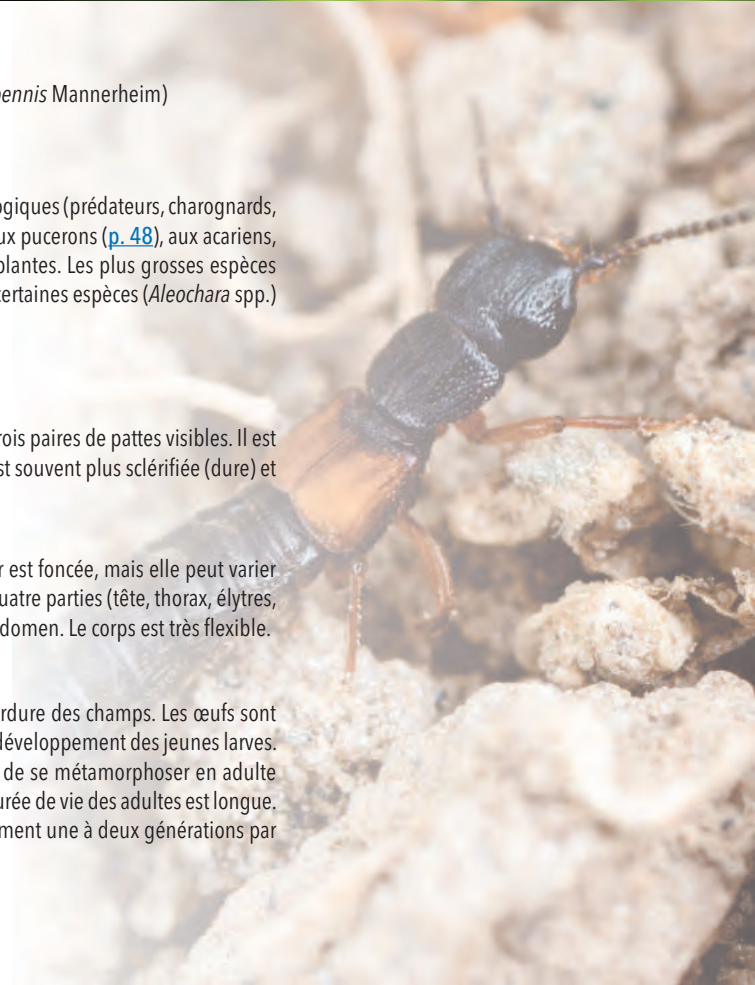 ennis Mannerheim)
ogiques (prédateurs, charognards,
ux pucerons (p. 48), aux acariens,
plantes. Les plus grosses espèces
certaines espèces (Aleochara spp.)
rois paires de pattes visibles. Il est
st souvent plus sclérifiée (dure) et
r est foncée, mais elle peut varier
uatre parties (tête, thorax, élytres,
domen. Le corps est très flexible.
rdure des champs. Les œufs sont
développement des jeunes larves.
de se métamorphoser en adulte
urée de vie des adultes est longue.
ment une à deux générations par